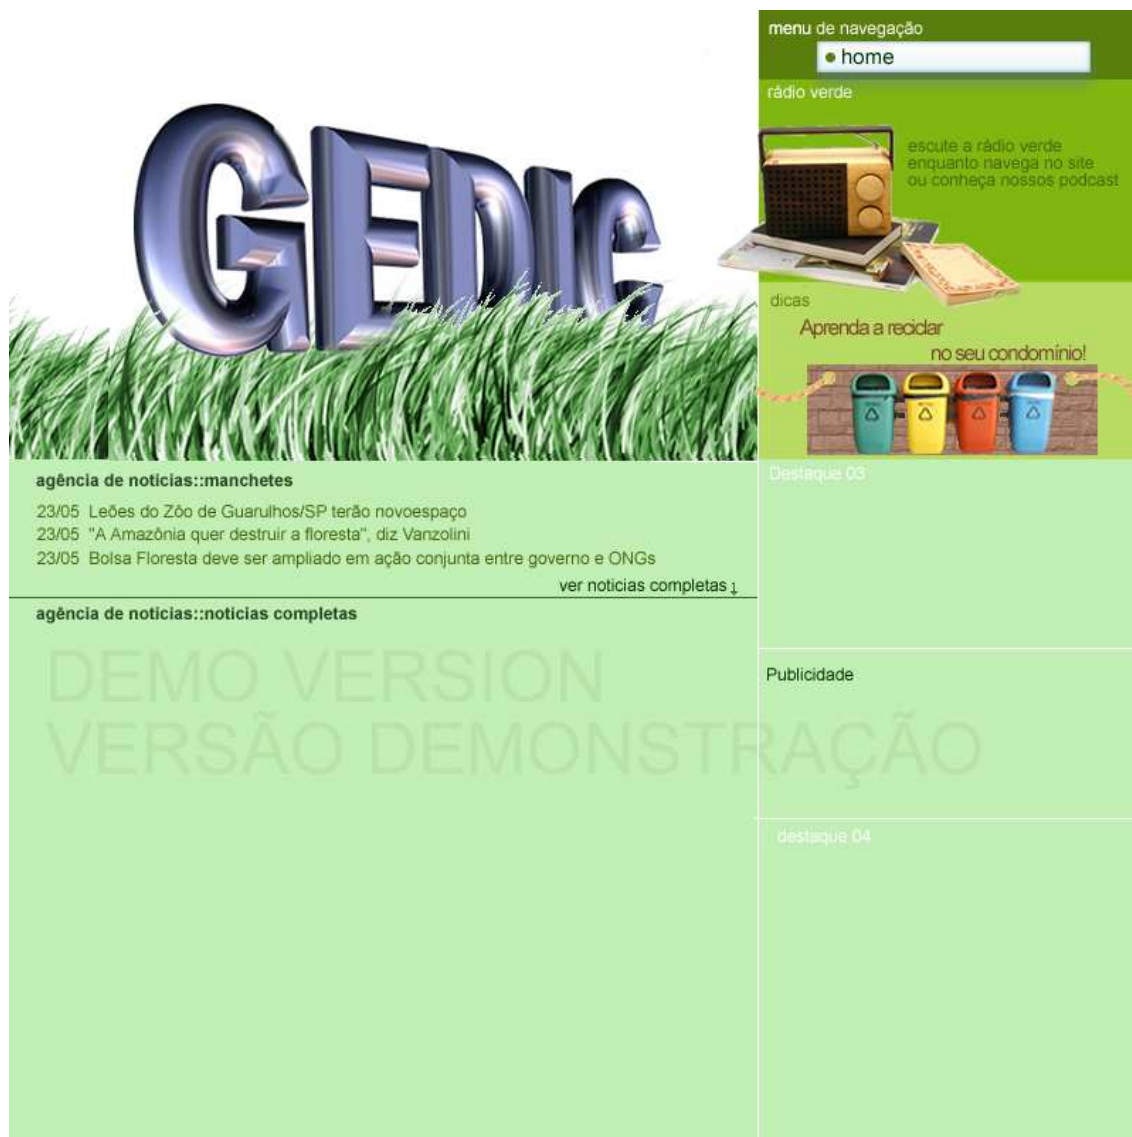 GEDIC
menu de navegação
home
rádio verde
escute a rádio verde
enquanto navega no site
ou conheça nossos podcast
dicas
Aprenda a reciclar
no seu condomínio!
agência de noticias::manchetes
23/05 Leões do Zôo de Guarulhos/SP terão novoespaço
23/05 "A Amazônia quer destruir a floresta", diz Vanzolini
23/05 Bolsa Floresta deve ser ampliado em ação conjunta entre governo e ONGs
ver noticias completas ↓
agência de noticias::noticias completas
DEMO VERSION
VERSÃO DEMONSTRAÇÃO
Destaque 03
Publicidade
destaque 04